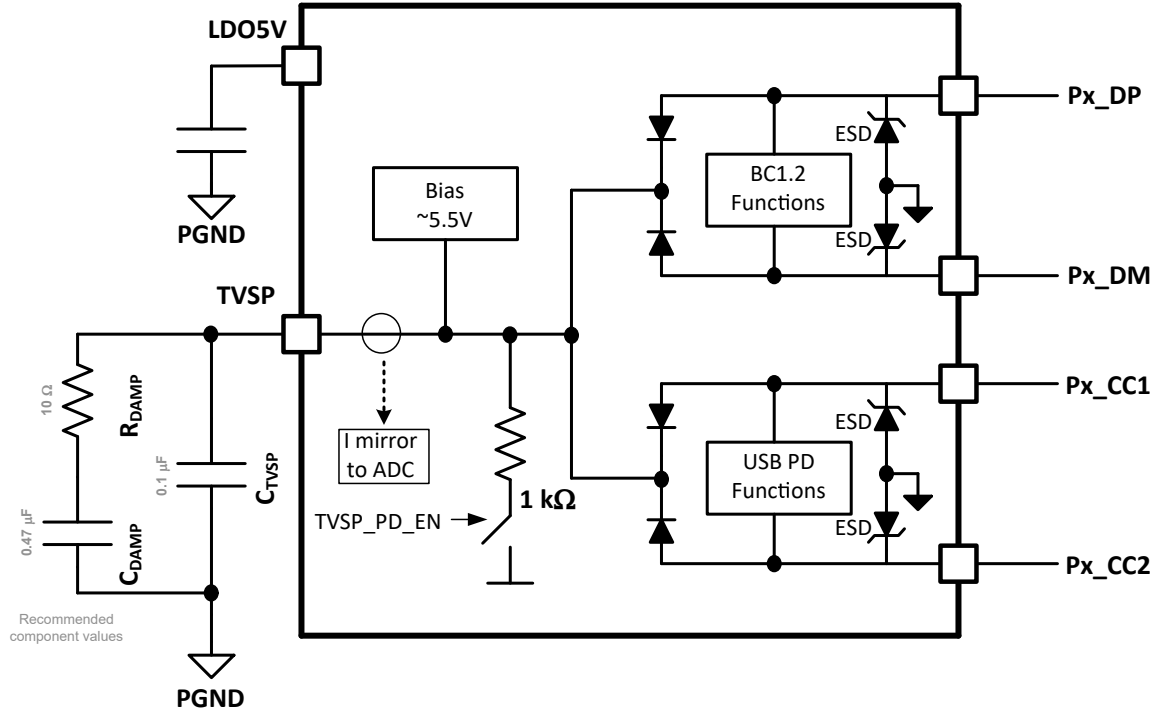 LDO5V
PGND
TVSP
10 Ω
RDAMP
0.1 µF
CTVSP
0.47 µF
CDAMP
Recommended
component values
PGND
Bias
~5.5V
I mirror
to ADC
1 kΩ
TVSP_PD_EN
BC1.2
Functions
ESD
ESD
Px_DP
Px_DM
USB PD
Functions
ESD
ESD
Px_CC1
Px_CC2